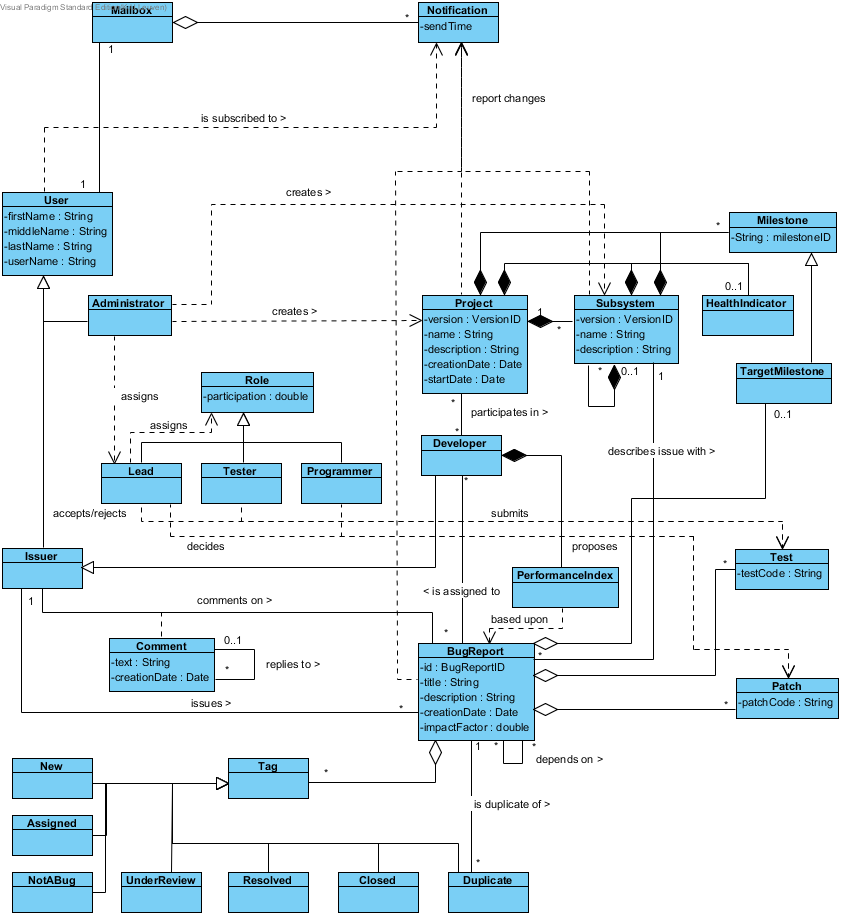 Visual Paradigm Standard
Mailbox
*
Notification
-sendTime
1
report changes
is subscribed to >
1
User
-firstName : String
-middleName : String
-lastName : String
-userName : String
creates >
*
Milestone
-String : milestoneID
0..1
Administrator
creates >
Project
-version : VersionID
-name : String
-description : String
-creationDate : Date
-startDate : Date
1
*
Subsystem
-version : VersionID
-name : String
-description : String
HealthIndicator
*
0..1
1
TargetMilestone
0..1
Role
-participation : double
assigns
assigns
*
participates in >
*
Developer
describes issue with >
Lead
Tester
Programmer
*
accepts/rejects
submits
decides
proposes
Issuer
Test
-testCode : String
*
PerformanceIndex
< is assigned to
1
comments on >
based upon
*
Comment
-text : String
-creationDate : Date
0..1
*
replies to >
BugReport
-id : BugReportID
-title : String
-description : String
-creationDate : Date
-impactFactor : double
*
Patch
-patchCode : String
*
issues >
*
1
*
*
depends on >
New
Tag
*
is duplicate of >
Assigned
*
NotABug
UnderReview
Resolved
Closed
Duplicate